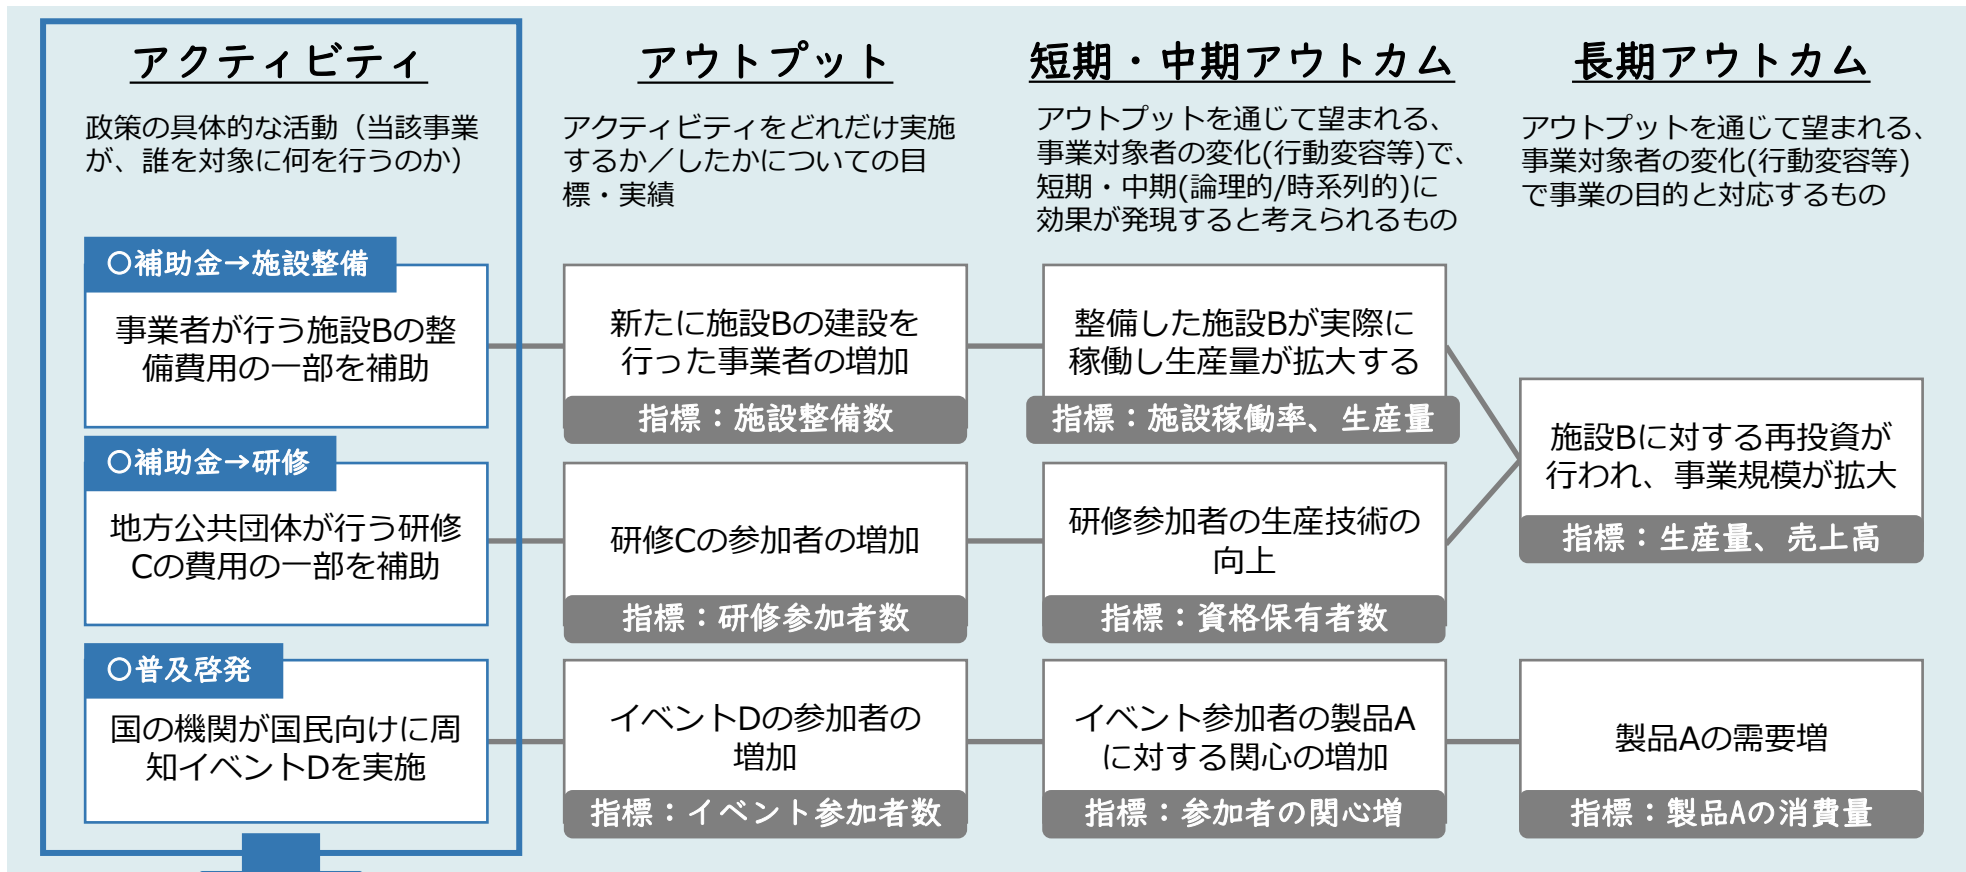 アクティビティ
政策の具体的な活動（当該事業
が、誰を対象に何を行うのか）
アウトプット
アクティビティをどれだけ実施
するか／したかについての目
標・実績
短期・中期アウトカム
アウトプットを通じて望まれる、
事業対象者の変化(行動変容等)で、
短期・中期(論理的/時系列的)に
効果が発現すると考えられるもの
長期アウトカム
アウトプットを通じて望まれる、
事業対象者の変化(行動変容等)
で事業の目的と対応するもの
○補助金→施設整備
事業者が行う施設Bの整
備費用の一部を補助
新たに施設Bの建設を
行った事業者の増加
指標：施設整備数
整備した施設Bが実際に
稼働し生産量が拡大する
指標：施設稼働率、生産量
○補助金→研修
地方公共団体が行う研修
Cの費用の一部を補助
研修Cの参加者の増加
指標：研修参加者数
研修参加者の生産技術の
向上
指標：資格保有者数
施設Bに対する再投資が
行われ、事業規模が拡大
指標：生産量、売上高
○普及啓発
国の機関が国民向けに周
知イベントDを実施
イベントDの参加者の
増加
指標：イベント参加者数
イベント参加者の製品A
に対する関心の増加
指標：参加者の関心増
製品Aの需要増
指標：製品Aの消費量